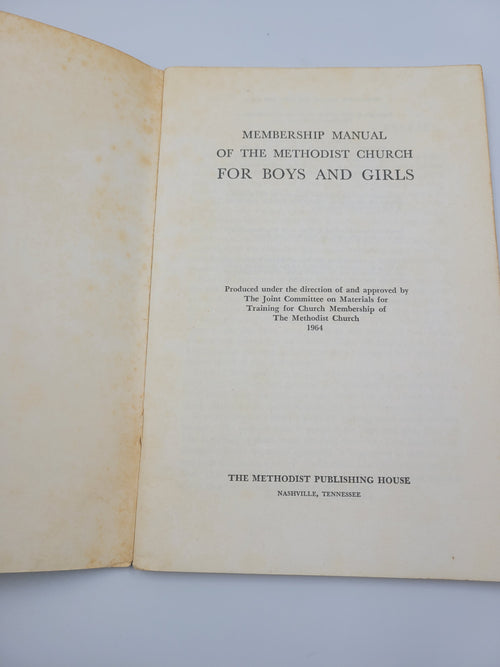 MEMBERSHIP MANUAL
OF THE METHODIST CHURCH
FOR BOYS AND GIRLS
Produced under the direction of and approved by
The Joint Committee on Materials for
Training for Church Membership of
The Methodist Church
1964
THE METHODIST PUBLISHING HOUSE
NASHVILLE, TENNESSEE